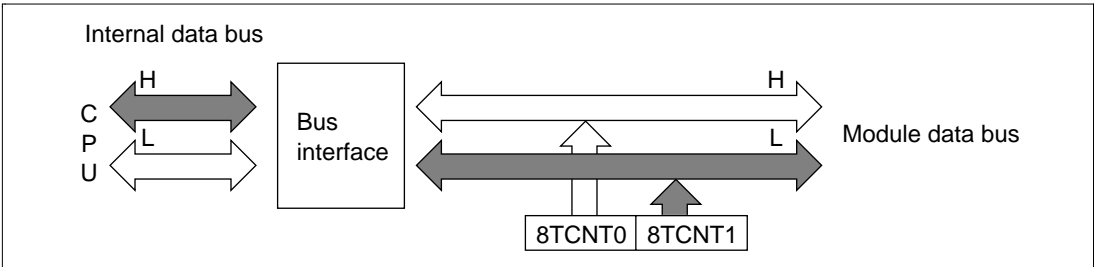 Internal data bus
H
H
C
P
U
L
L
Bus
interface
Module data bus
8TCNT0 8TCNT1